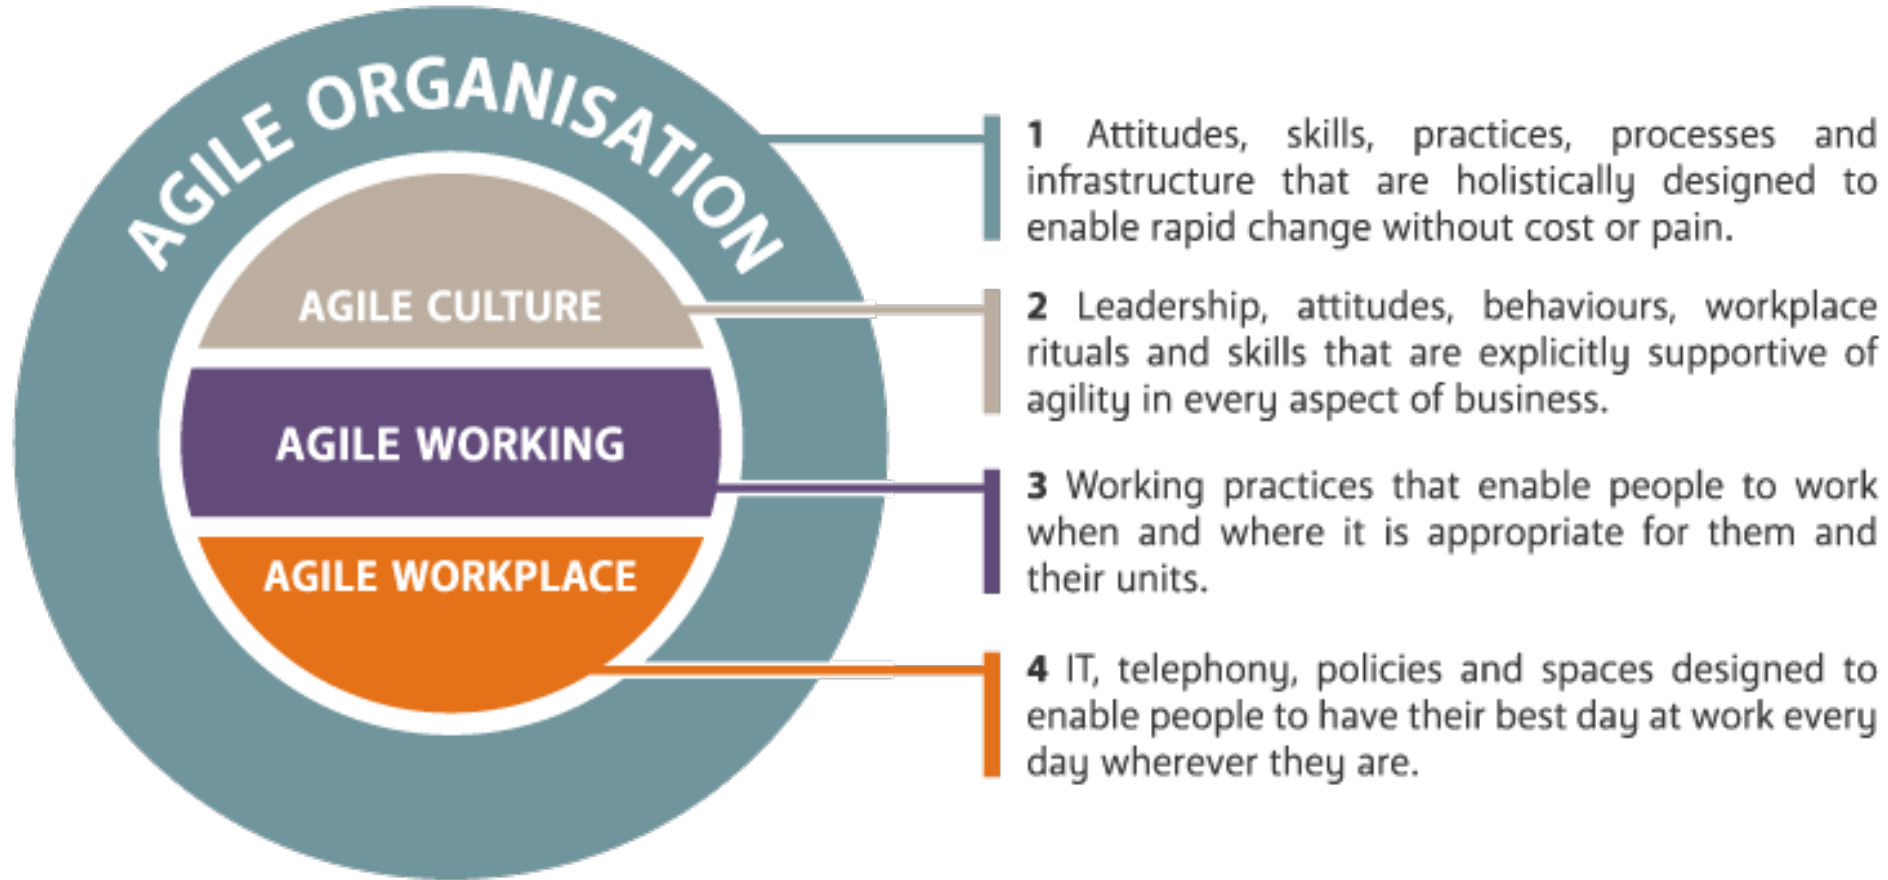 AGILE ORGANISATION
AGILE CULTURE
AGILE WORKING
AGILE WORKPLACE
1 Attitudes, skills, practices, processes and
infrastructure that are holistically designed to
enable rapid change without cost or pain.
2 Leadership, attitudes, behaviours, workplace
rituals and skills that are explicitly supportive of
agility in every aspect of business.
3 Working practices that enable people to work
when and where it is appropriate for them and
their units.
4 IT, telephony, policies and spaces designed to
enable people to have their best day at work every
day wherever they are.